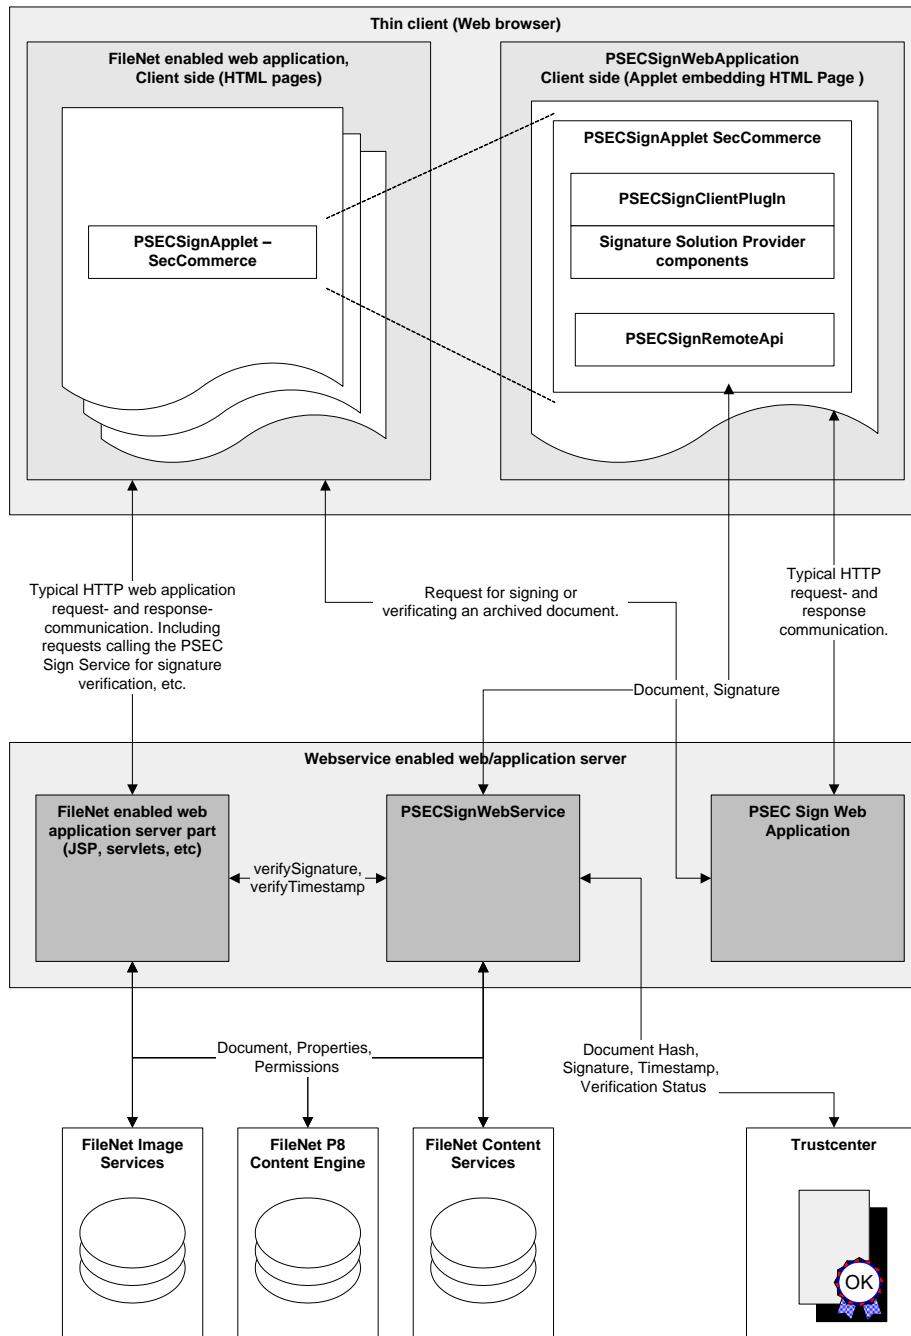 Thin client (Web browser)
FileNet enabled web application,
Client side (HTML pages)
PSECSignWebApplication
Client side (Applet embedding HTML Page )
PSECSignApplet SecCommerce
PSECSignClientPlugIn
Signature Solution Provider
components
PSECSignRemoteApi
PSECSignApplet –
SecCommerce
Typical HTTP web application
request- and response-
communication. Including
requests calling the PSEC
Sign Service for signature
verification, etc.
Request for signing or
verificating an archived document.
Typical HTTP
request- and
response
communication.
Document, Signature
Webservice enabled web/application server
FileNet enabled web
application server part
(JSP, servlets, etc)
verifySignature,
verifyTimestamp
PSECSignWebService
PSEC Sign Web
Application
Document, Properties,
Permissions
Document Hash,
Signature, Timestamp,
Verification Status
FileNet Image
Services
FileNet P8
Content Engine
FileNet Content
Services
Trustcenter
OK